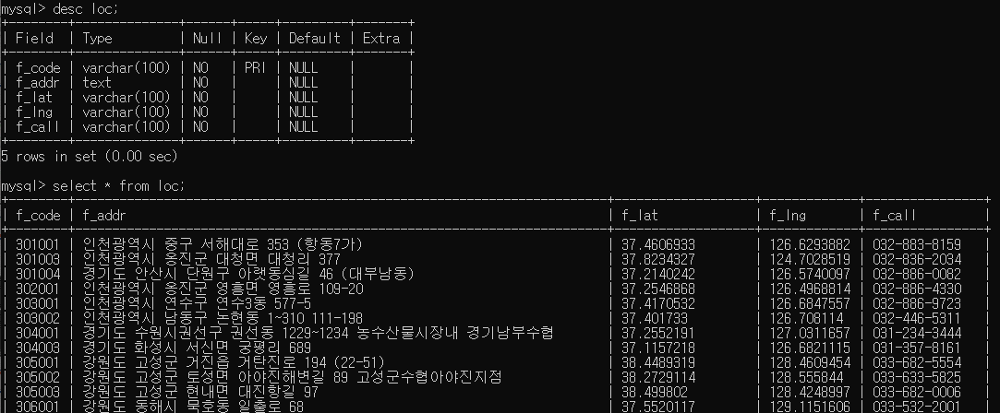 mysql> desc loc;
| Field | Type | Null | Key | Default | Extra |
| f_code | varchar(100) | NO | PRI | NULL | |
| f_addr | text | NO | | NULL | |
| f_lat | varchar(100) | NO | | NULL | |
| f_lng | varchar(100) | NO | | NULL | |
| f_call | varchar(100) | NO | | NULL | |
5 rows in set (0.00 sec)
mysql> select * from loc;
| f_code | f_addr | f_lat | f_lng | f_call |
| 301001 | 인천광역시 중구 서해대로 353 (항동7가) | 37.4606933 | 126.6293882 | 032-883-8159
| 301003 | 인천광역시 옹진군 대청면 대청리 377 | 37.8234327 | 124.7028519 | 032-836-2034
| 301004 | 경기도 안산시 단원구 아랫동심길 46 (대부남동) | 37.2140242 | 126.5740097 | 032-886-0082
| 302001 | 인천광역시 옹진군 영흥면 영흥로 109-20 | 37.2546868 | 126.4968814 | 032-886-4330
| 303001 | 인천광역시 연수구 연수3동 577-5 | 37.4170532 | 126.6847557 | 032-886-9723
| 303002 | 인천광역시 남동구 논현동 1~310 111-198 | 37.401733 | 126.708114 | 032-446-5311
| 304001 | 경기도 수원시권선구 권선동 1229~1234 농수산물시장내 경기남부수협 | 37.2552191 | 127.0311657 | 031-234-3444
| 304003 | 경기도 화성시 서신면 궁평리 689 | 37.1157218 | 126.6821115 | 031-357-8161
| 305001 | 강원도 고성군 거진읍 거탄진로 194 (22-51) | 38.4489319 | 128.4609454 | 033-682-5554
| 305002 | 강원도 고성군 토성면 아야진해변길 89 고성군수협아야진지점 | 38.2729114 | 128.555844 | 033-633-5825
| 305003 | 강원도 고성군 현내면 대진항길 97 | 38.499802 | 128.4248997 | 033-682-0006
| 306001 | 강원도 동해시 묵호동 일출로 68 | 37.5520117 | 129.1151606 | 033-532-2001